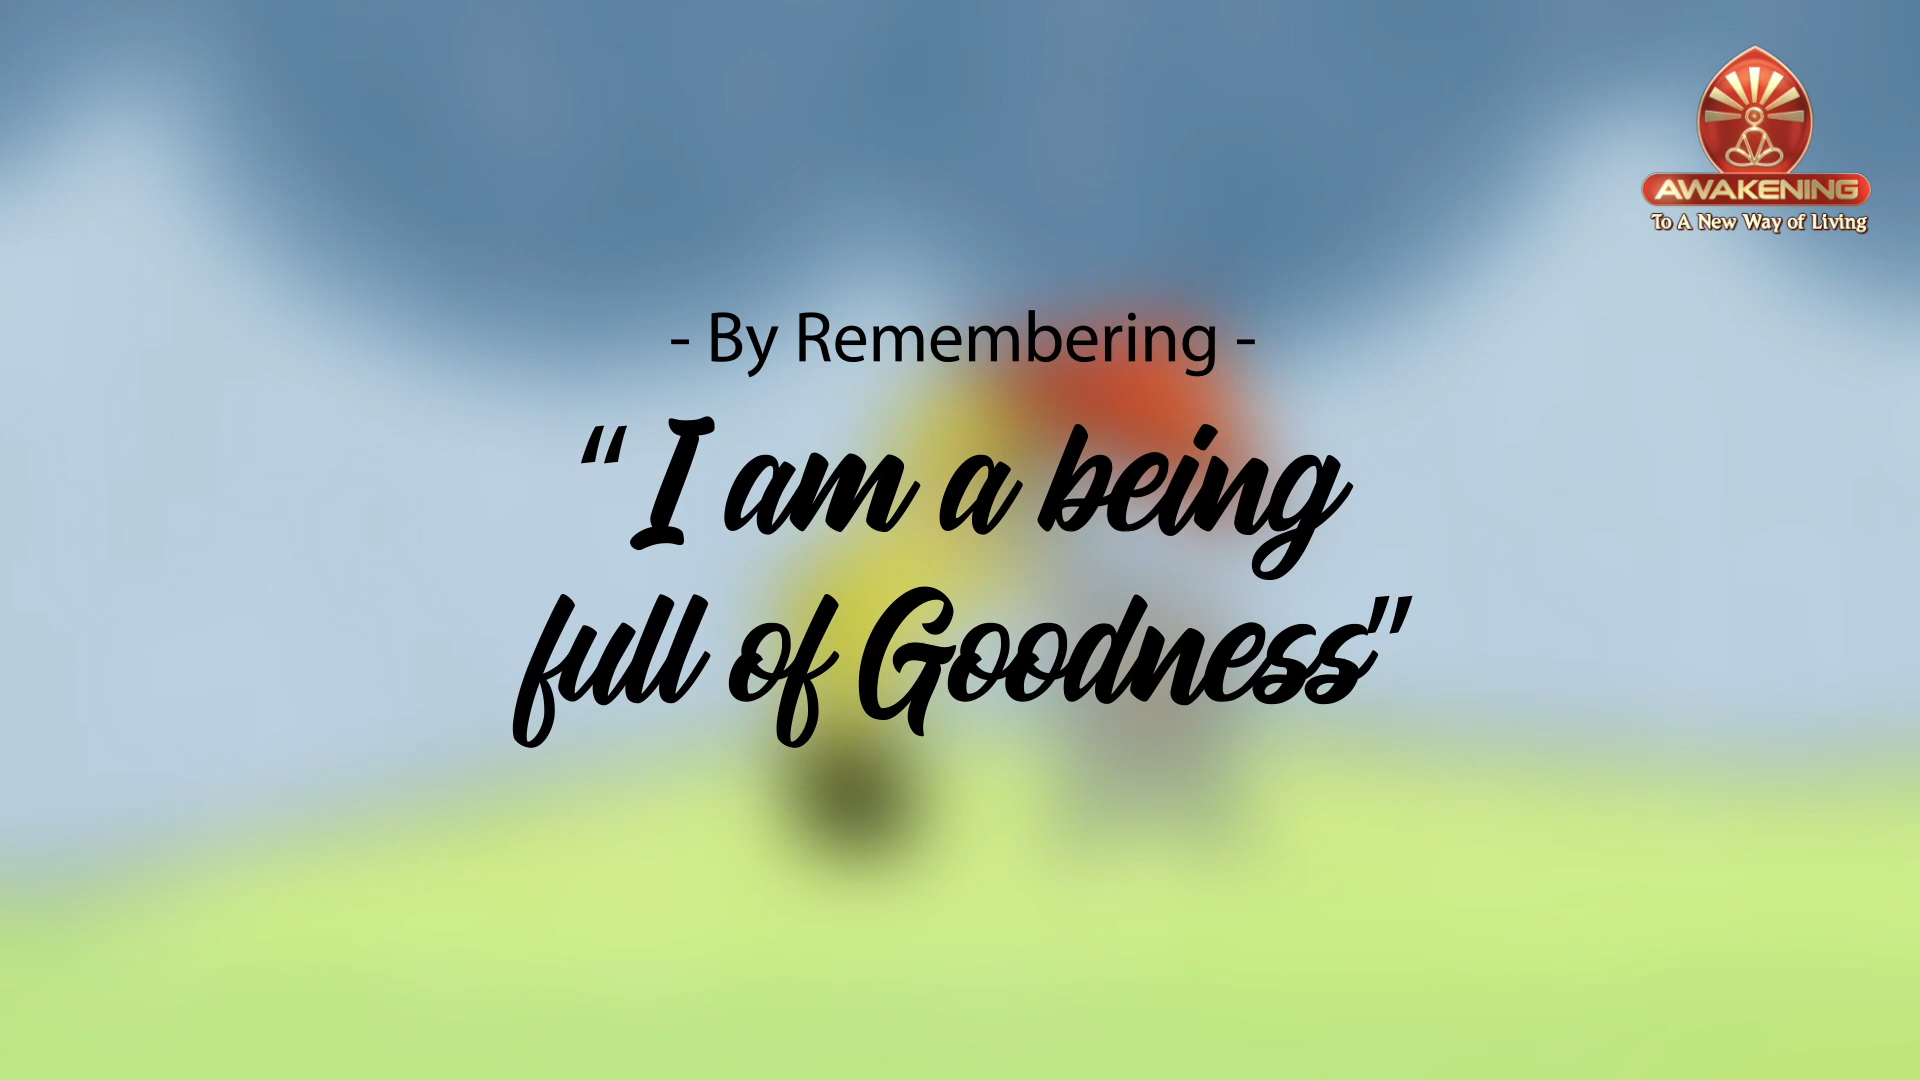 AWAKENING
To A New Way of Living
- By Remembering -
“ I am a being
full of Goodness”